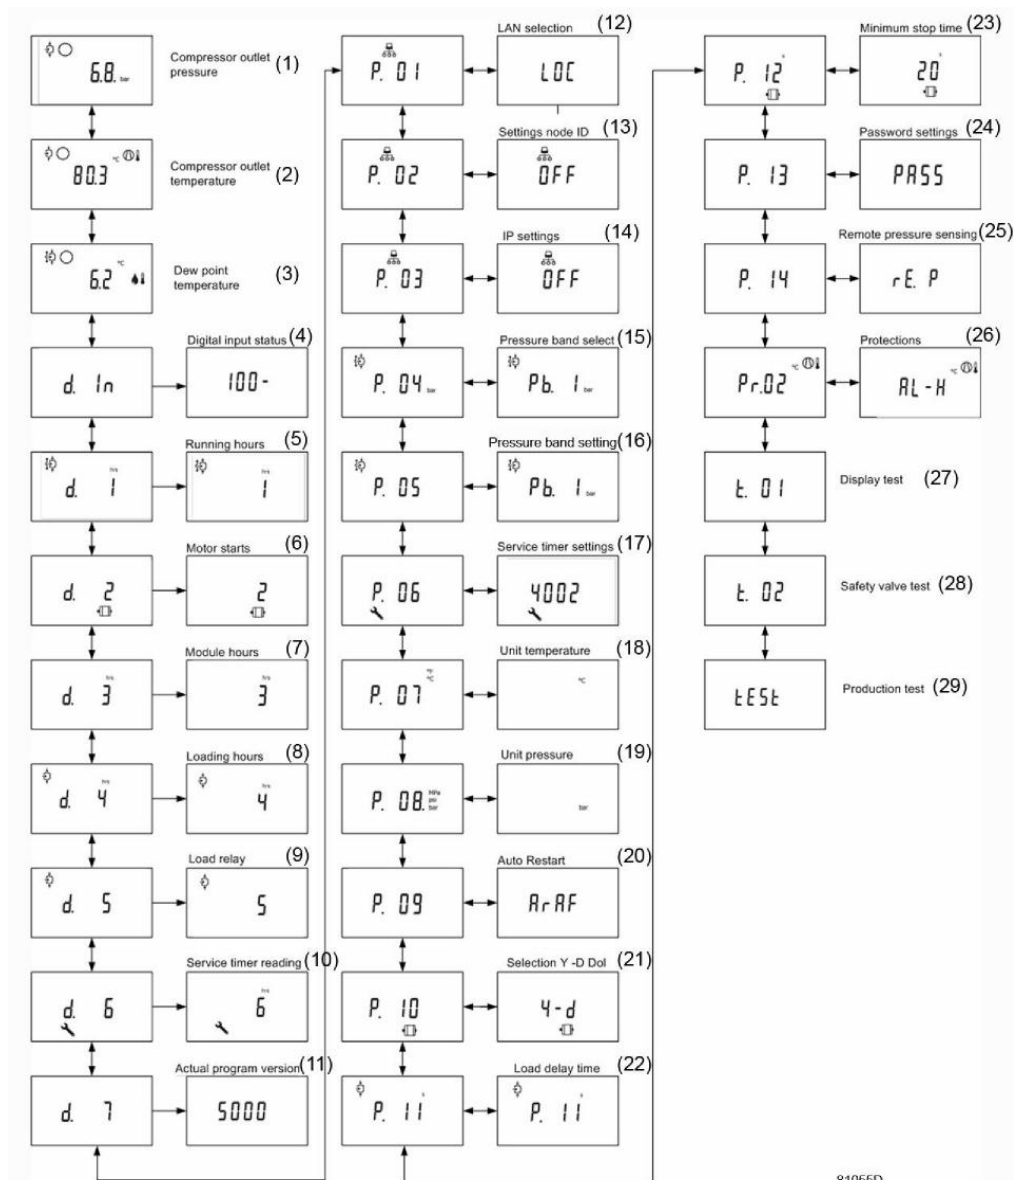 6.8. bar
Compressor outlet
pressure
(1)
°C
80.3
Compressor outlet
temperature
(2)
°C
6.2
Dew point
temperature
(3)
d. In
Digital input status (4)
100-
hrs
d. 1
Running hours (5)
hrs
1
d. 2
Motor starts (6)
2
hrs
d. 3
Module hours (7)
hrs
3
hrs
d. 4
Loading hours (8)
hrs
4
d. 5
Load relay (9)
5
d. 6
Service timer reading (10)
hrs
6
d. 7
Actual program version (11)
5000
P. 01
LAN selection (12)
LOC
P. 02
Settings node ID (13)
OFF
P. 03
IP settings (14)
OFF
P. 04 bar
Pressure band select (15)
Pb. 1 bar
P. 05
Pressure band setting (16)
Pb. 1 bar
P. 06
Service timer settings (17)
4002
P. 07 °F
°C
Unit temperature (18)
°C
P. 08. MPa
psi
bar
Unit pressure (19)
bar
P. 09
Auto Restart (20)
ArAF
P. 10
Selection Y -D Dol (21)
Y-d
s
P. 11
Load delay time (22)
s
P. 11
s
P. 12
Minimum stop time (23)
s
20
P. 13
Password settings (24)
PASS
P. 14
Remote pressure sensing (25)
rE. P
°C
Pr.02
Protections (26)
°C
AL-H
t. 01
Display test (27)
t. 02
Safety valve test (28)
tESt
Production test (29)
81055D